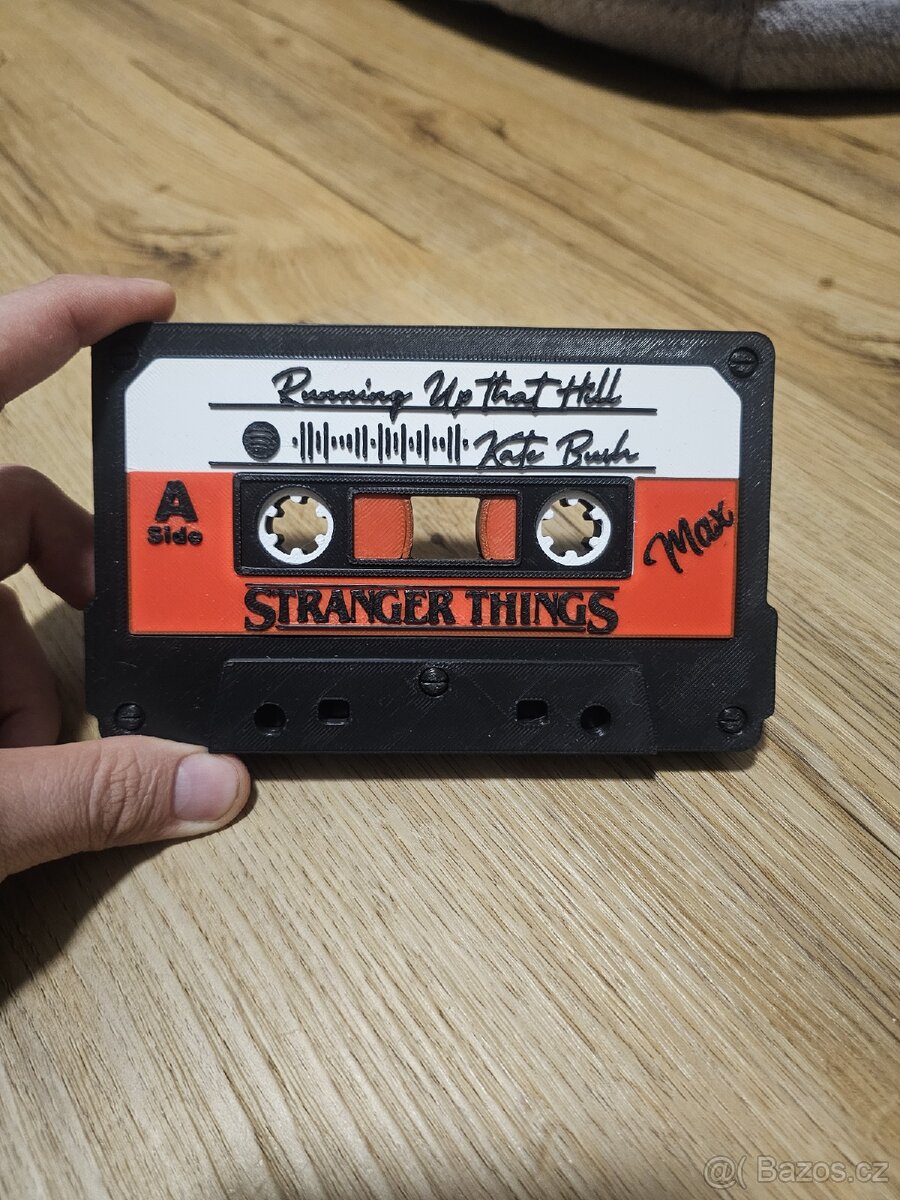 Running Up that Hill
Kate Bush
A
Side
Max
STRANGER THINGS
@( Bazos.cz